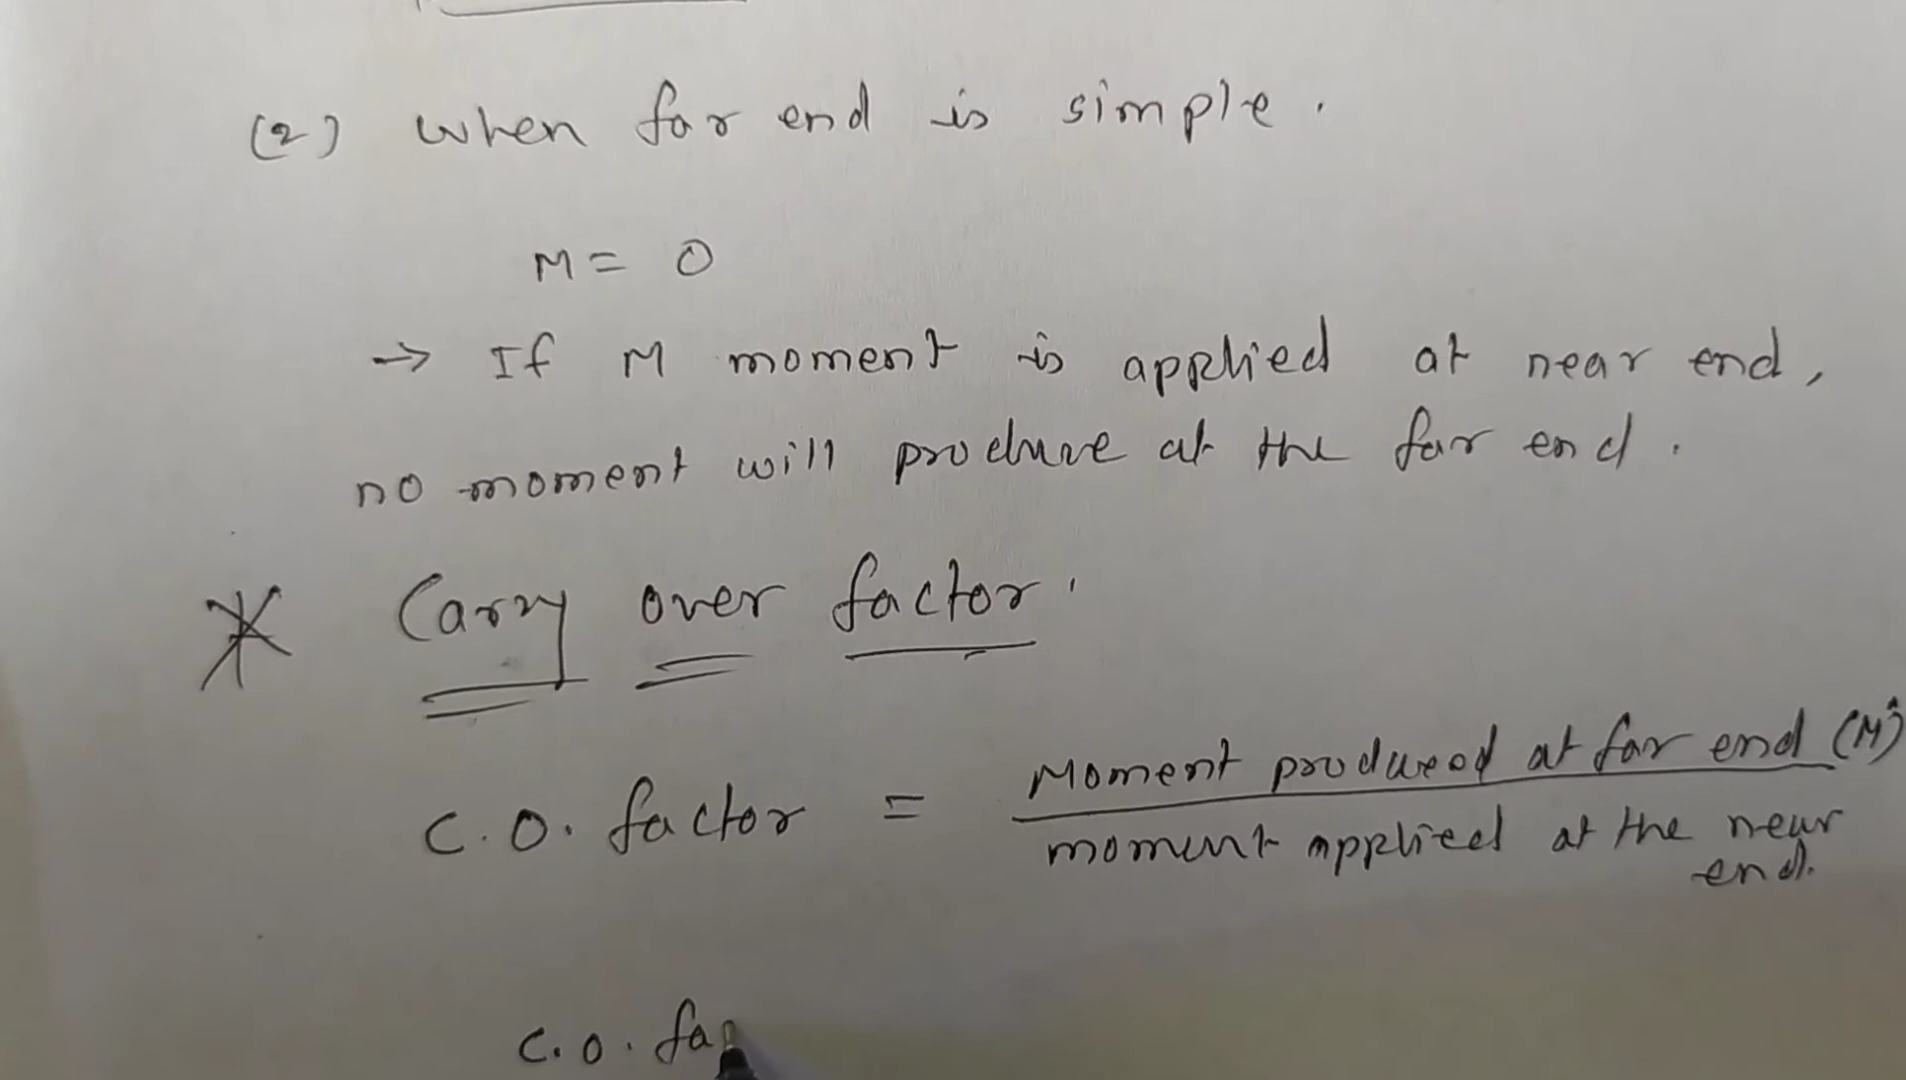 (2) When far end is simple.
M = 0
→ If M moment is applied at near end,
no moment will produce at the far end.
* Carry over factor.
C.O. factor = Moment produced at far end (M')
moment applied at the near
end.
C.O. fa